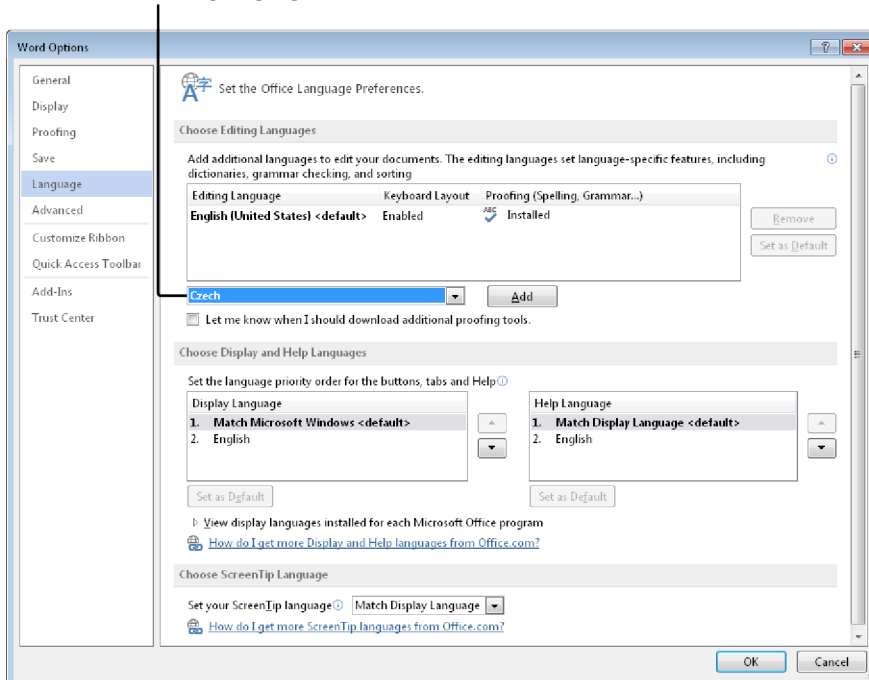 Word Options
General
Display
Proofing
Save
Language
Advanced
Customize Ribbon
Quick Access Toolbar
Add-Ins
Trust Center
Set the Office Language Preferences.
Choose Editing Languages
Add additional languages to edit your documents. The editing languages set language-specific features, including
dictionaries, grammar checking, and sorting
Editing Language Keyboard Layout Proofing (Spelling, Grammar...)
English (United States) <default> Enabled Installed
Remove
Set as Default
Czech Add
Let me know when I should download additional proofing tools.
Choose Display and Help Languages
Set the language priority order for the buttons, tabs and Help
Display Language Help Language
1. Match Microsoft Windows <default> 1. Match Display Language <default>
2. English 2. English
Set as Default Set as Default
View display languages installed for each Microsoft Office program
How do I get more Display and Help languages from Office.com?
Choose ScreenTip Language
Set your ScreenTip language Match Display Language
How do I get more ScreenTip languages from Office.com?
OK Cancel